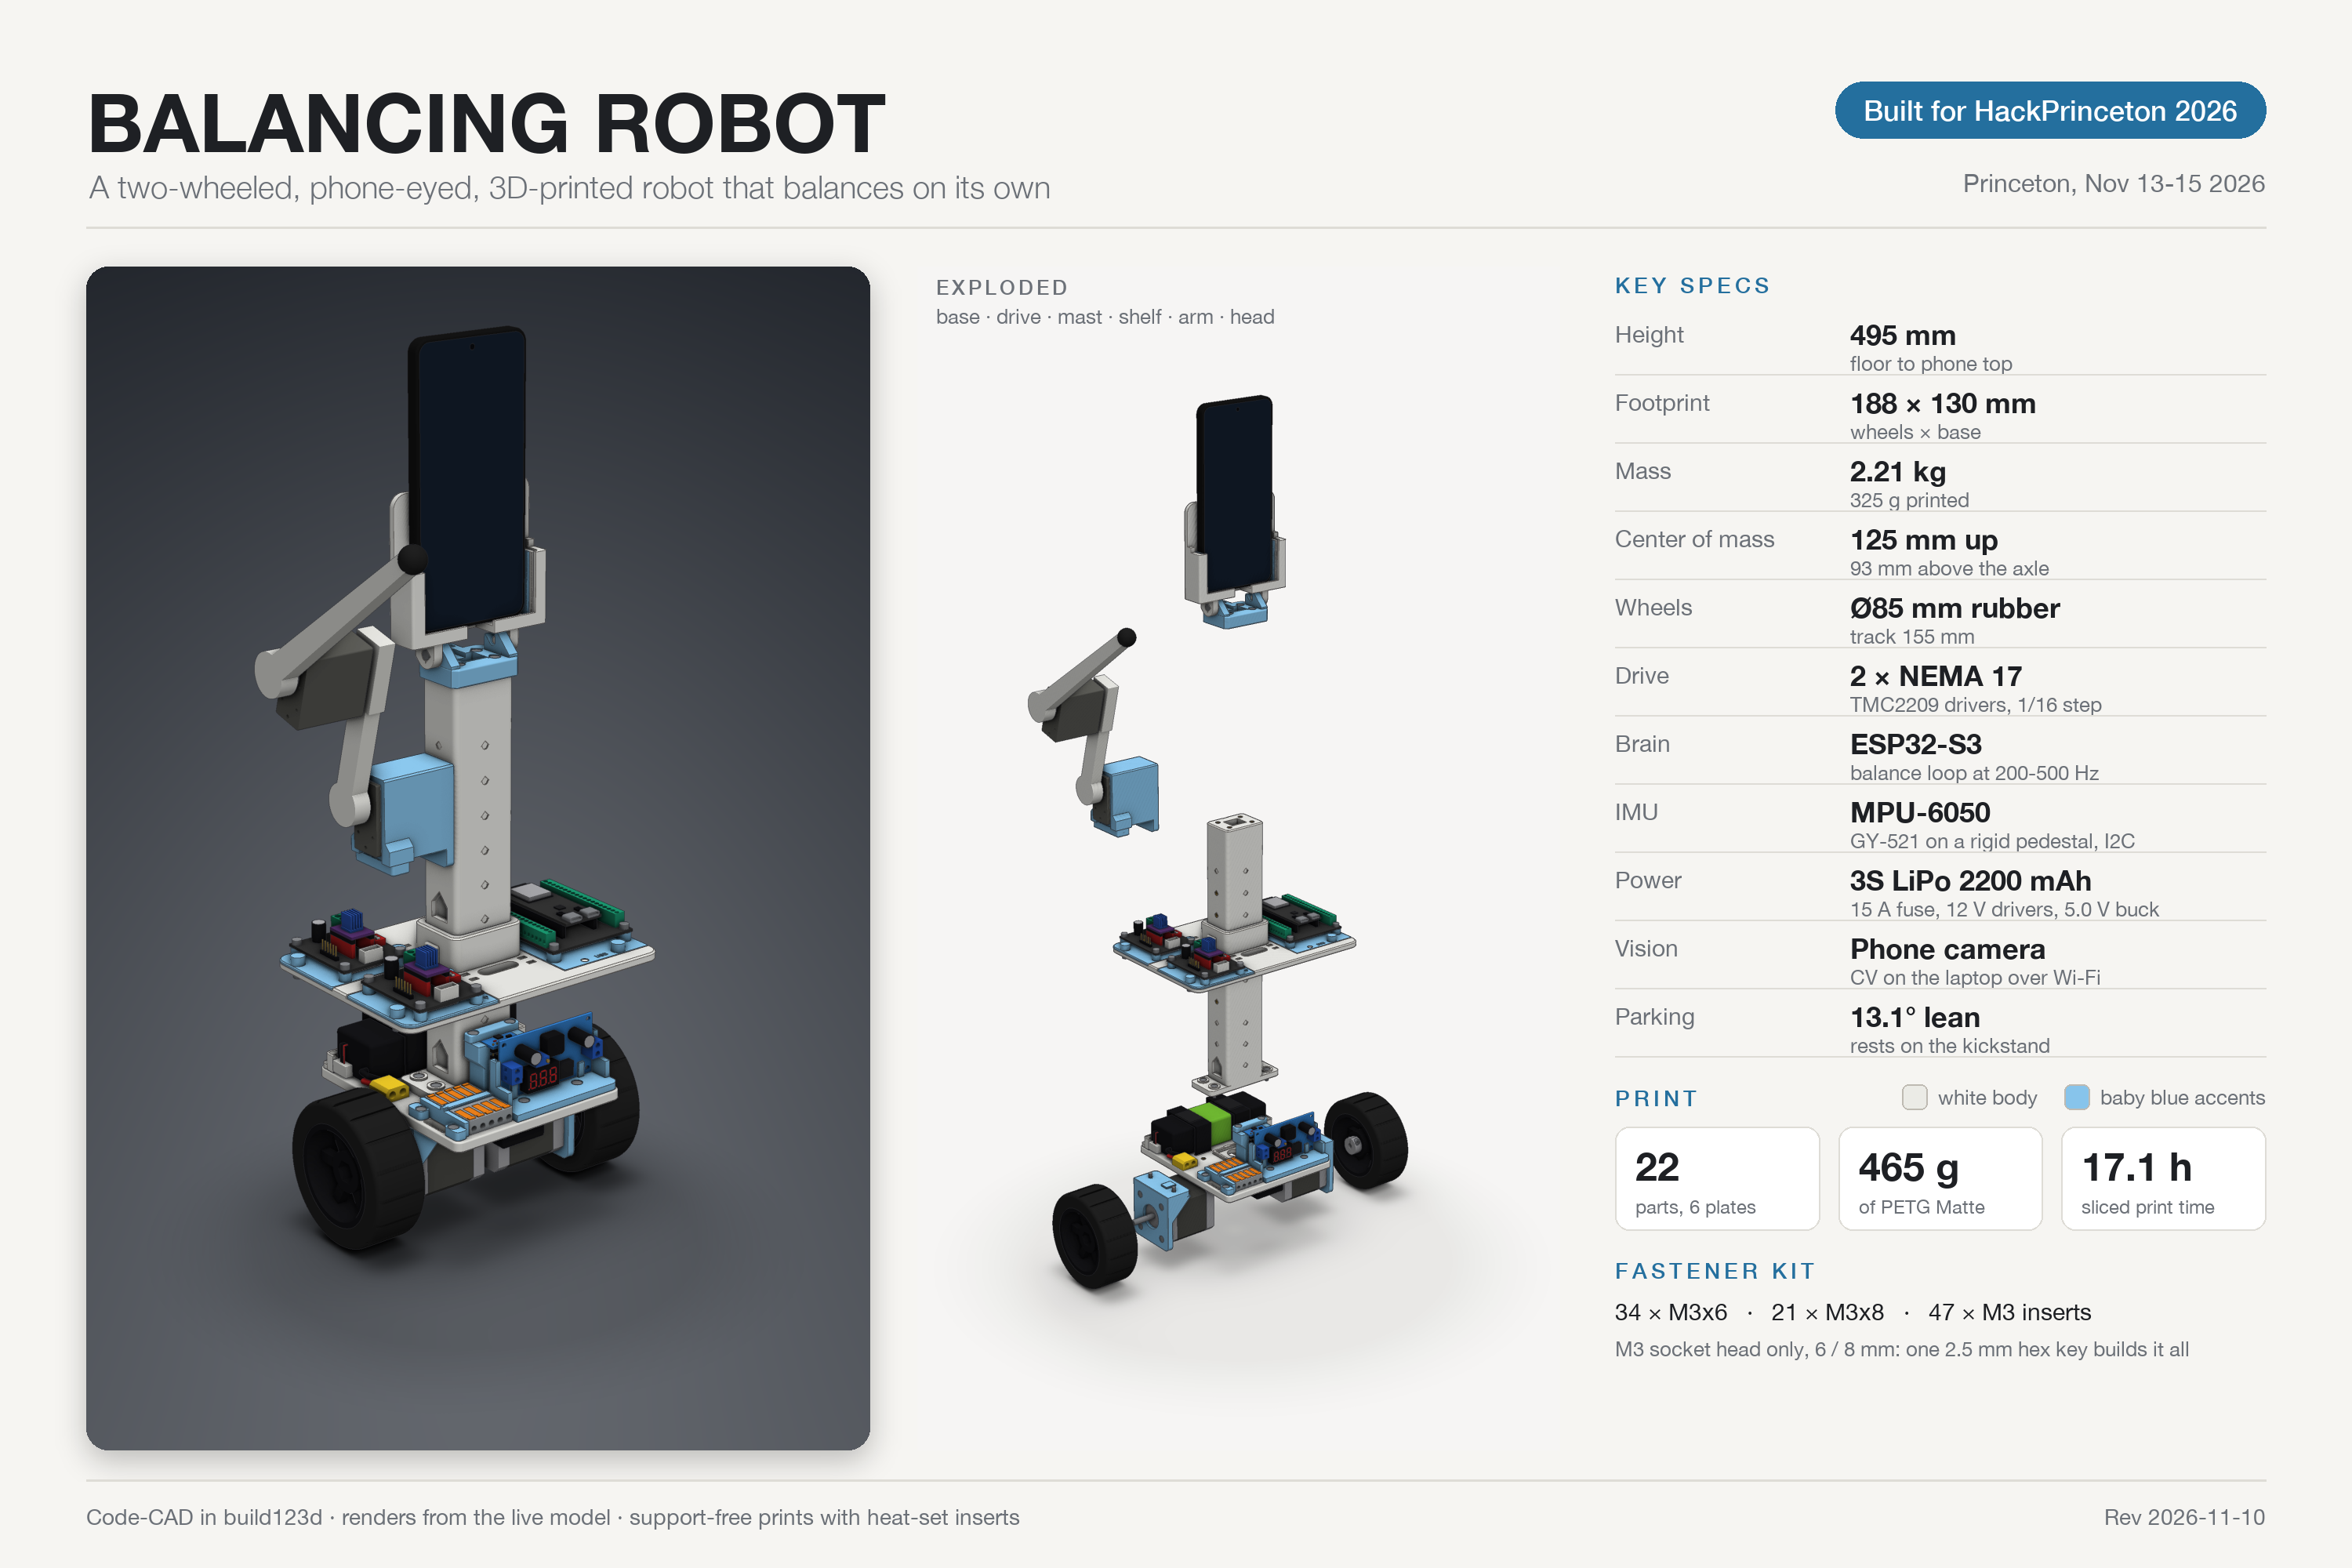 BALANCING ROBOT
A two-wheeled, phone-eyed, 3D-printed robot that balances on its own
Built for HackPrinceton 2026
Princeton, Nov 13-15 2026
EXPLODED
base · drive · mast · shelf · arm · head
KEY SPECS
Height
495 mm
floor to phone top
Footprint
188 × 130 mm
wheels × base
Mass
2.21 kg
325 g printed
Center of mass
125 mm up
93 mm above the axle
Wheels
Ø85 mm rubber
track 155 mm
Drive
2 × NEMA 17
TMC2209 drivers, 1/16 step
Brain
ESP32-S3
balance loop at 200-500 Hz
IMU
MPU-6050
GY-521 on a rigid pedestal, I2C
Power
3S LiPo 2200 mAh
15 A fuse, 12 V drivers, 5.0 V buck
Vision
Phone camera
CV on the laptop over Wi-Fi
Parking
13.1° lean
rests on the kickstand
PRINT
white body
baby blue accents
22
parts, 6 plates
465 g
of PETG Matte
17.1 h
sliced print time
FASTENER KIT
34 × M3x6 · 21 × M3x8 · 47 × M3 inserts
M3 socket head only, 6 / 8 mm: one 2.5 mm hex key builds it all
8.8.8
8.8.8
Code-CAD in build123d · renders from the live model · support-free prints with heat-set inserts
Rev 2026-11-10